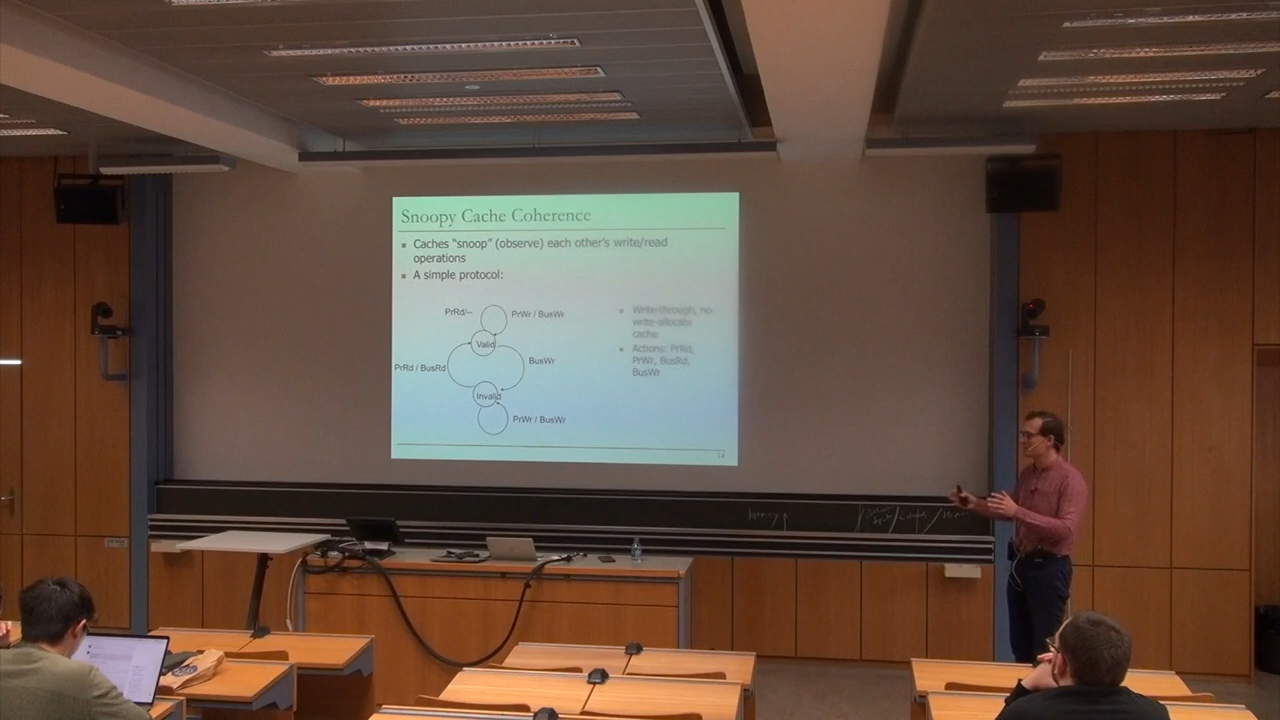 Snoopy Cache Coherence
Caches “snoop” (observe) each other's write/read
operations
A simple protocol:
PrRd/--
PrWr / BusWr
Valid
PrRd / BusRd
BusWr
Invalid
PrWr / BusWr
Write-through, no-
write-allocate
cache
Actions: PrRd,
PrWr, BusRd,
BusWr
14